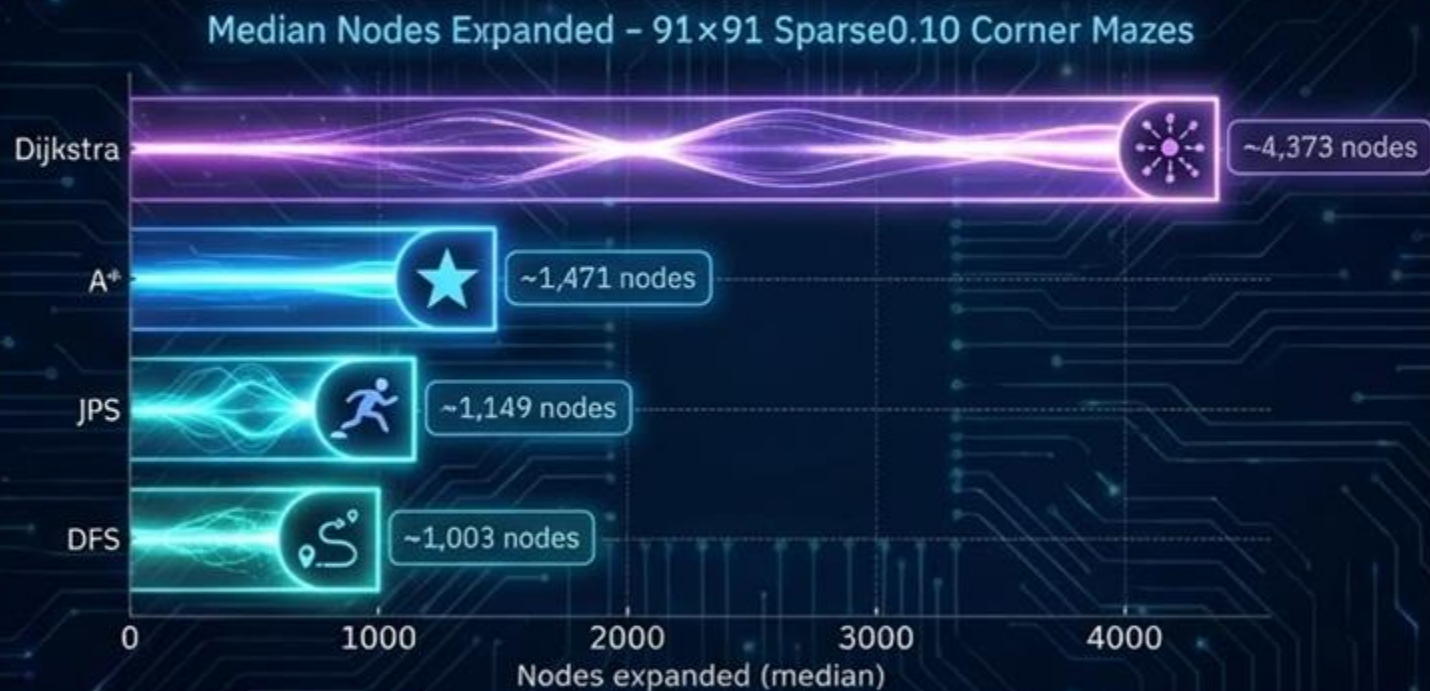 Median Nodes Expanded – 91×91 Sparse0.10 Corner Mazes
Dijkstra
~4,373 nodes
A*
~1,471 nodes
JPS
~1,149 nodes
DFS
~1,003 nodes
0 1000 2000 3000 4000
Nodes expanded (median)